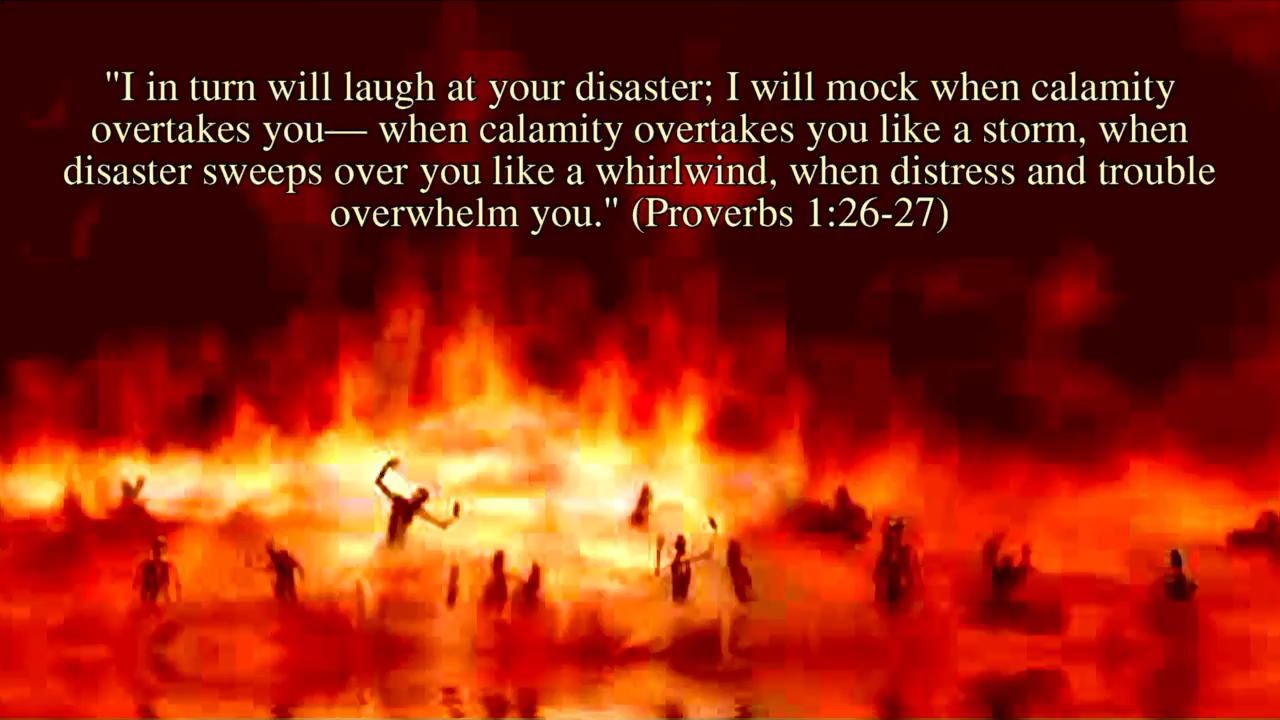 "I in turn will laugh at your disaster; I will mock when calamity
overtakes you— when calamity overtakes you like a storm, when
disaster sweeps over you like a whirlwind, when distress and trouble
overwhelm you." (Proverbs 1:26-27)